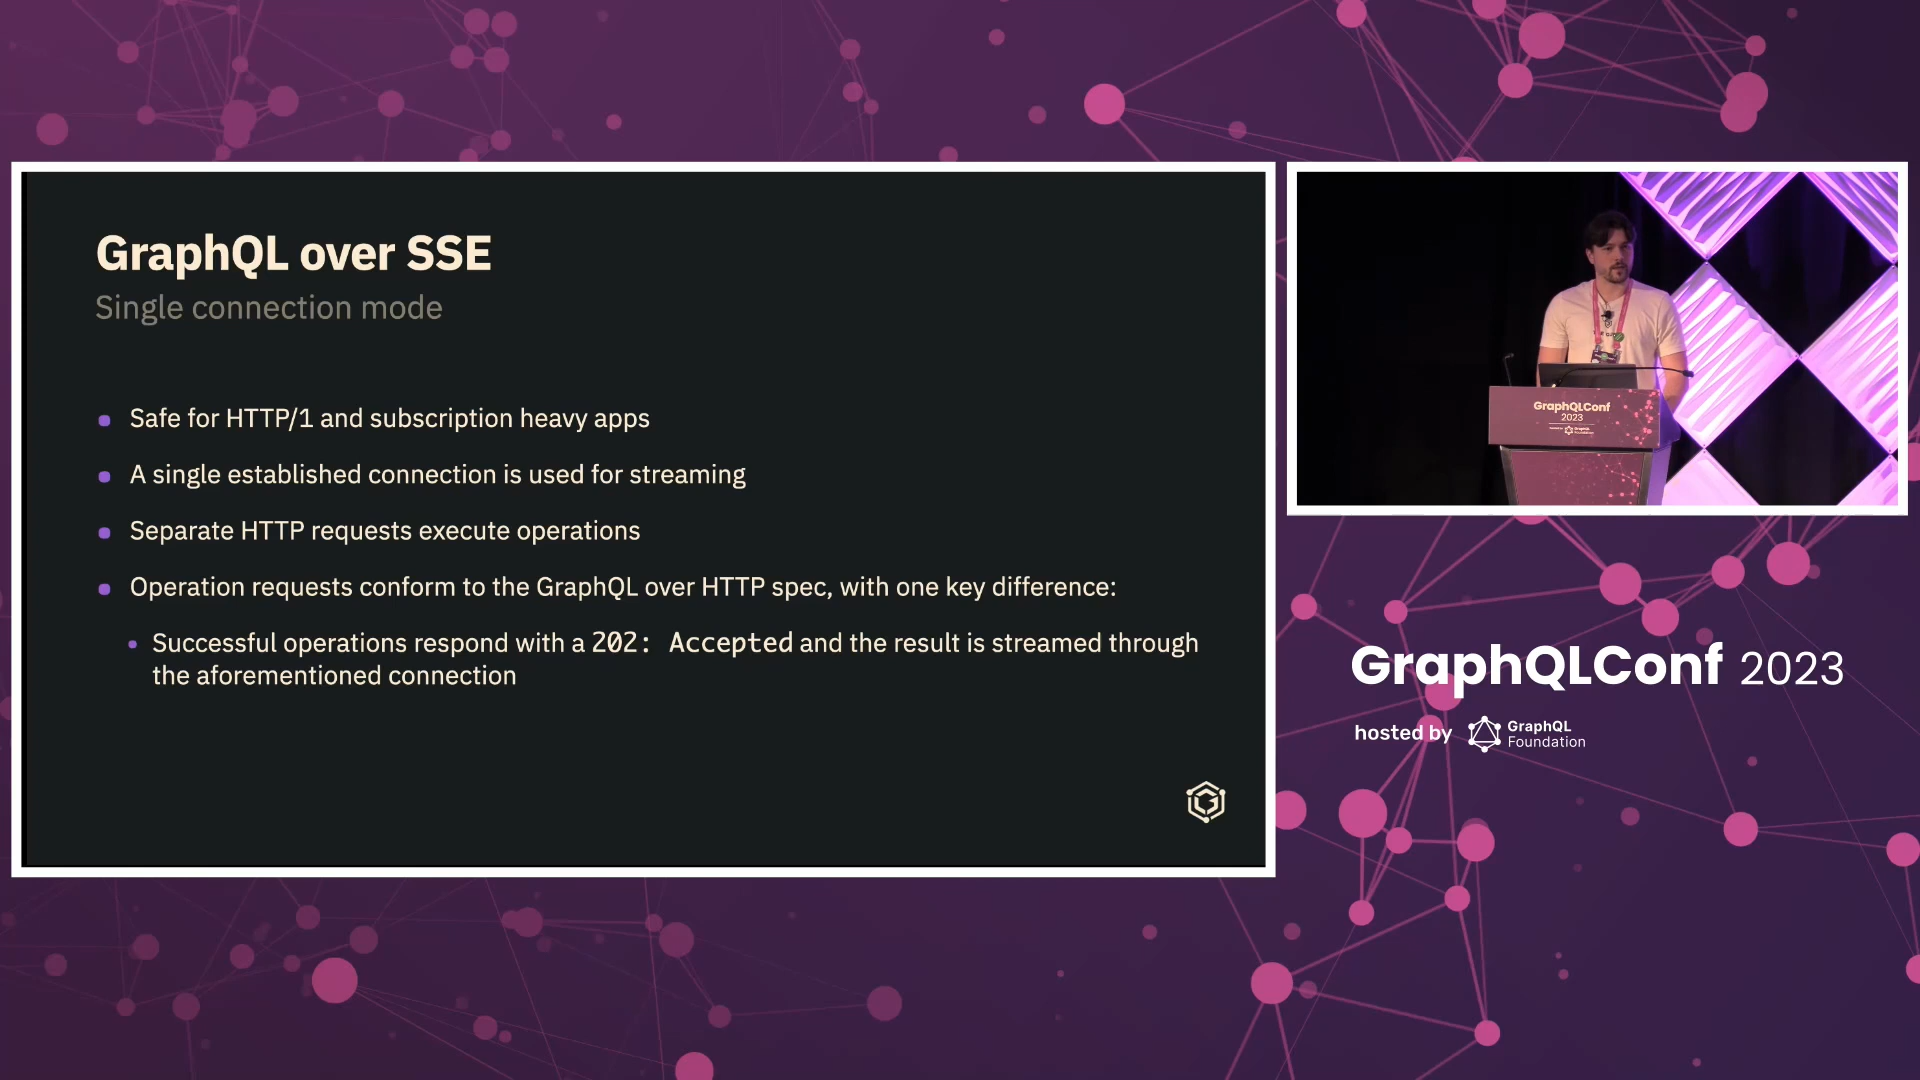 GraphQL over SSE
Single connection mode
Safe for HTTP/1 and subscription heavy apps
A single established connection is used for streaming
Separate HTTP requests execute operations
Operation requests conform to the GraphQL over HTTP spec, with one key difference:
Successful operations respond with a 202: Accepted and the result is streamed through
the aforementioned connection
GraphQLConf
2023
GraphQLConf 2023
hosted by GraphQL
Foundation